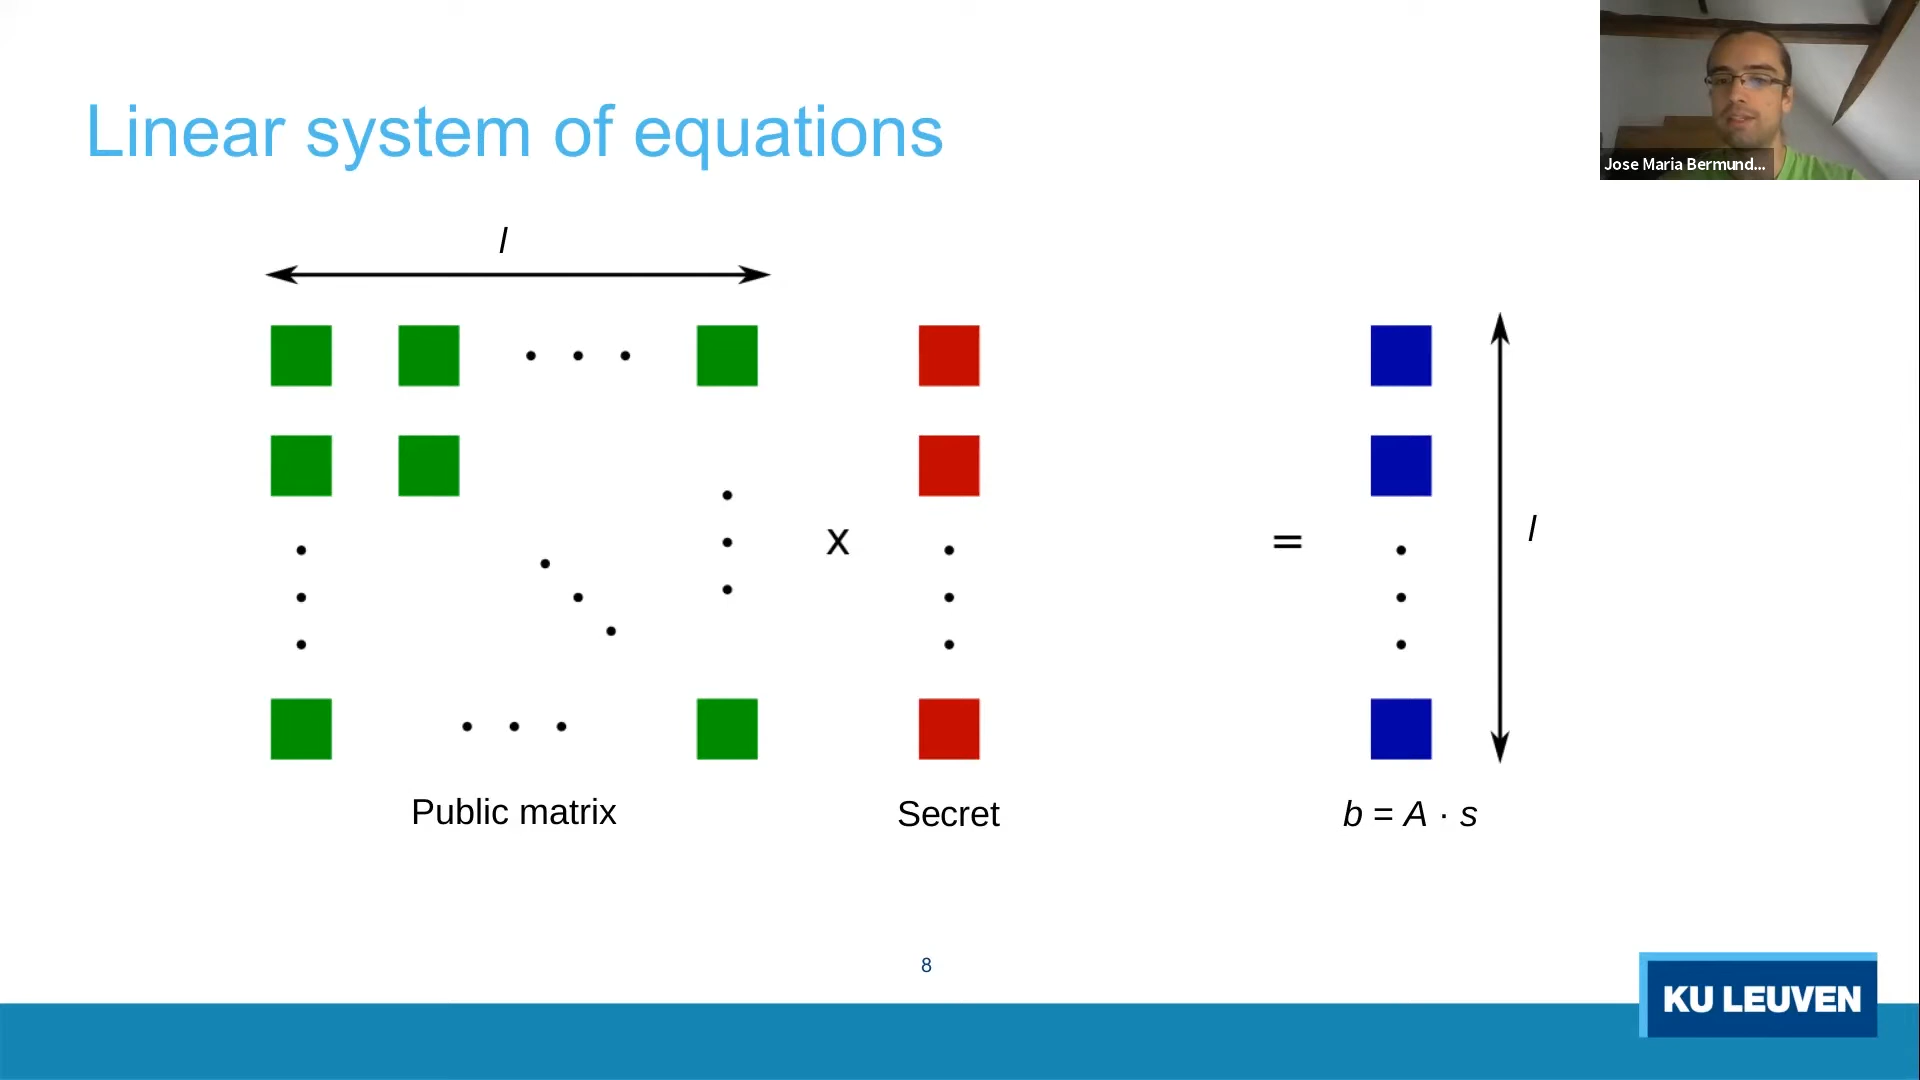 Linear system of equations
Jose Maria Bermund...
l
x
=
l
Public matrix
Secret
b = A · s
8
KU LEUVEN